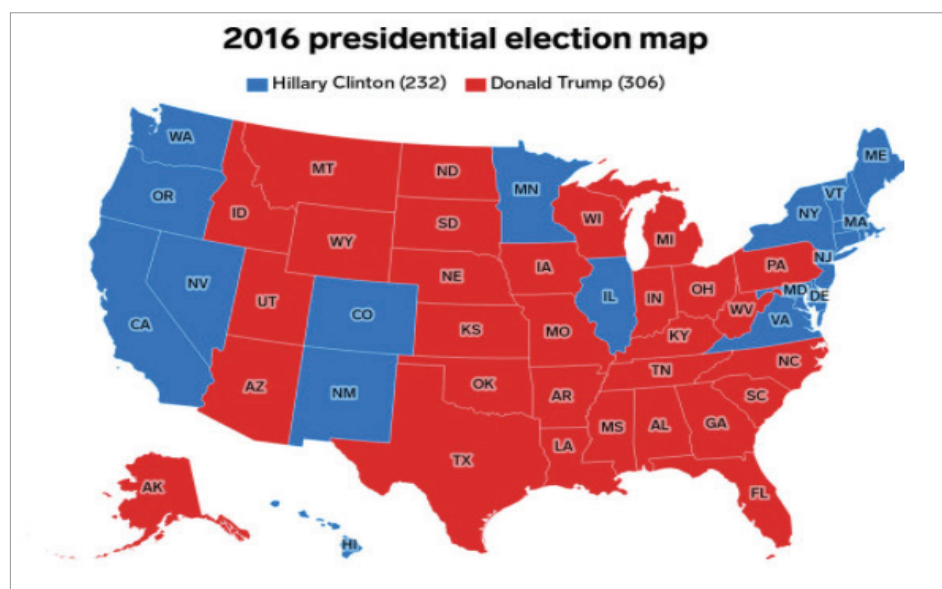 2016 presidential election map
Hillary Clinton (232) Donald Trump (306)
WA
ME
MT
ND
VT
MN
OR
ID
SD
WI
NY
MA
WY
MI
IA
NE
PA
NJ
NV
UT
CO
IL
IN
OH
MD
DE
WV
VA
CA
KS
MO
KY
NC
TN
AZ
NM
OK
AR
SC
MS
AL
GA
LA
TX
AK
FL
HI